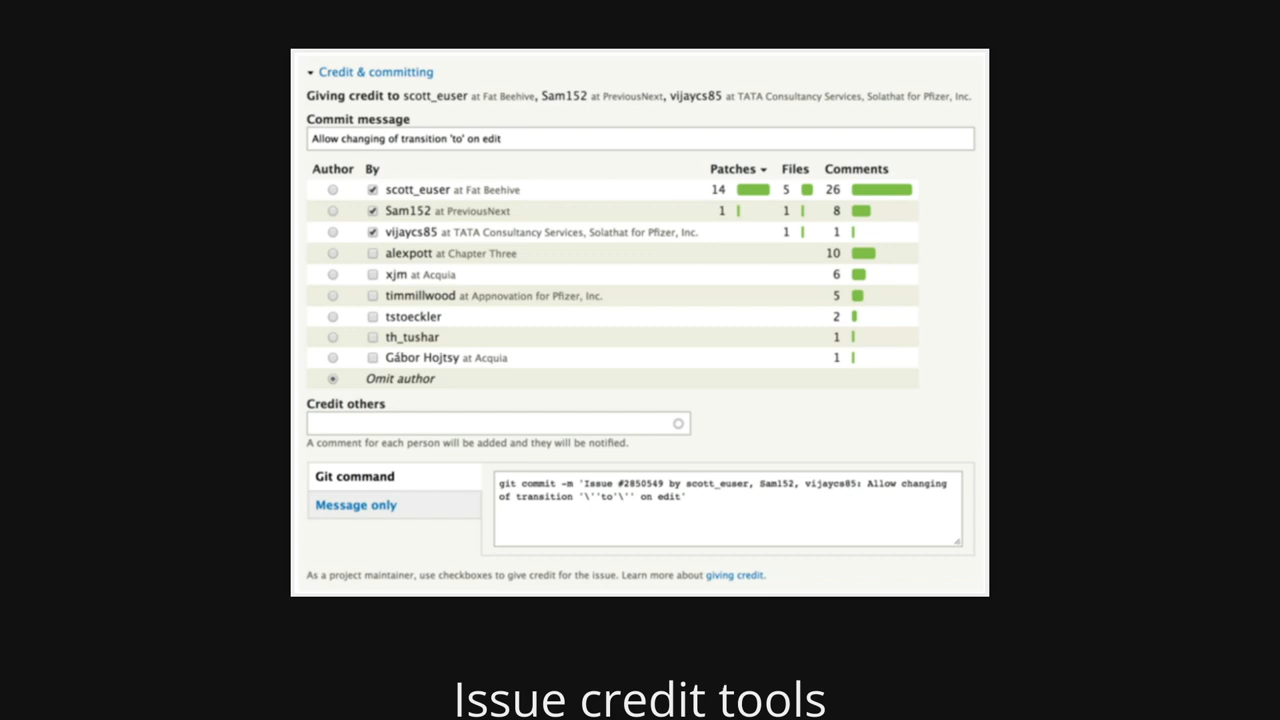 Credit & committing
Giving credit to scott_euser at Fat Beehive, Sam152 at PreviousNext, vijaycs85 at TATA Consultancy Services, Solathat for Pfizer, Inc.
Commit message
Allow changing of transition 'to' on edit
Author By Patches Files Comments
scott_euser at Fat Beehive 14 5 26
Sam152 at PreviousNext 1 1 8
vijaycs85 at TATA Consultancy Services, Solathat for Pfizer, Inc. 1 1
alexpott at Chapter Three 10
xjm at Acquia 6
timmillwood at Appnovation for Pfizer, Inc. 5
tstoeckler 2
th_tushar 1
Gábor Hojtsy at Acquia 1
Omit author
Credit others
A comment for each person will be added and they will be notified.
Git command
Message only
git commit -m 'Issue #2850549 by scott_euser, Sam152, vijaycs85: Allow changing
of transition '\''to'\'' on edit'
As a project maintainer, use checkboxes to give credit for the issue. Learn more about giving credit.
Issue credit tools